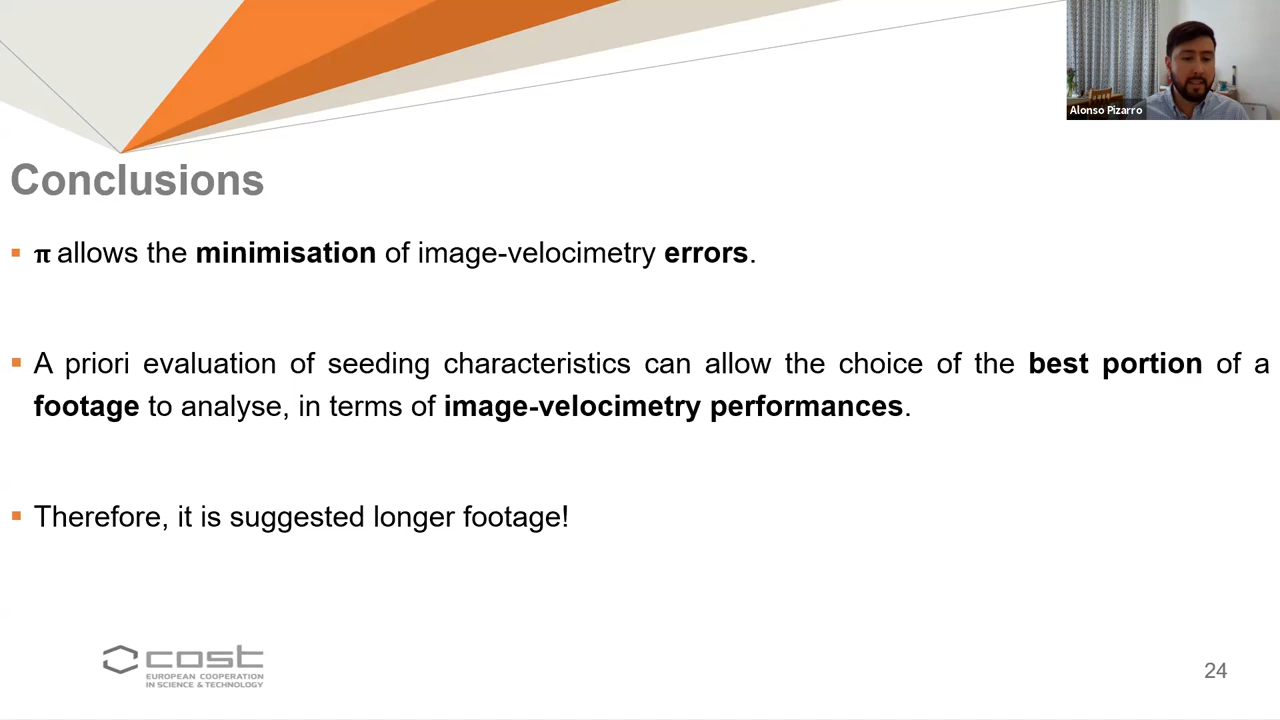 Alonso Pizarro
Conclusions
▪ π allows the minimisation of image-velocimetry errors.
▪ A priori evaluation of seeding characteristics can allow the choice of the best portion of a
footage to analyse, in terms of image-velocimetry performances.
▪ Therefore, it is suggested longer footage!
cost
EUROPEAN COOPERATION
IN SCIENCE & TECHNOLOGY
24